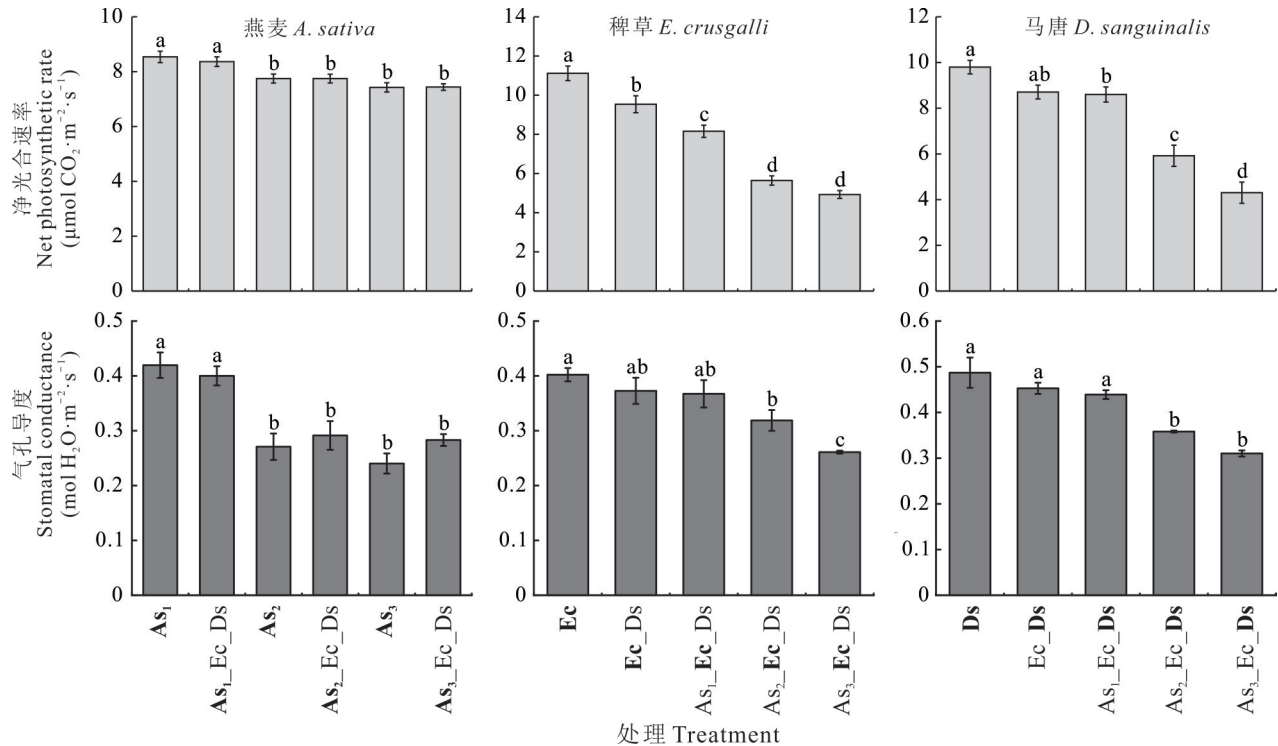 燕麦 A. sativa
稗草 E. crusgalli
马唐 D. sanguinalis
净光合速率
Net photosynthetic rate
(μmol CO₂·m⁻²·s⁻¹)
10
8
6
4
2
0
a
a
b
b
b
b
14
12
10
8
6
4
2
0
a
b
c
d
d
12
10
8
6
4
2
0
a
ab
b
c
d
气孔导度
Stomatal conductance
(mol H₂O·m⁻²·s⁻¹)
0.5
0.4
0.3
0.2
0.1
0
a
a
b
b
b
b
0.5
0.4
0.3
0.2
0.1
0
a
ab
ab
b
c
0.6
0.5
0.4
0.3
0.2
0.1
0
a
a
a
b
b
As₁
As₁_Ec_Ds
As₂
As₂_Ec_Ds
As₃
As₃_Ec_Ds
Ec
Ec_Ds
As₁_Ec_Ds
As₂_Ec_Ds
As₃_Ec_Ds
Ds
Ec_Ds
As₁_Ec_Ds
As₂_Ec_Ds
As₃_Ec_Ds
处理 Treatment